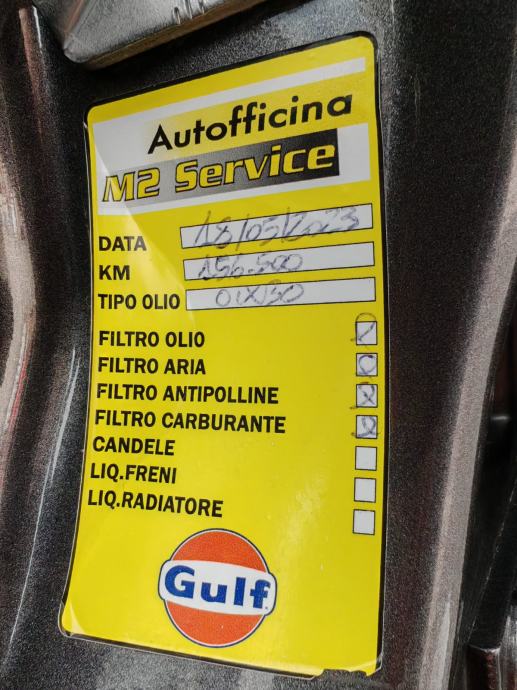 Autofficina
M2 Service
DATA 18/05/2023
KM 156.500
TIPO OLIO
FILTRO OLIO
FILTRO ARIA
FILTRO ANTIPOLLINE
FILTRO CARBURANTE
CANDELE
LIQ.FRENI
LIQ.RADIATORE
Gulf